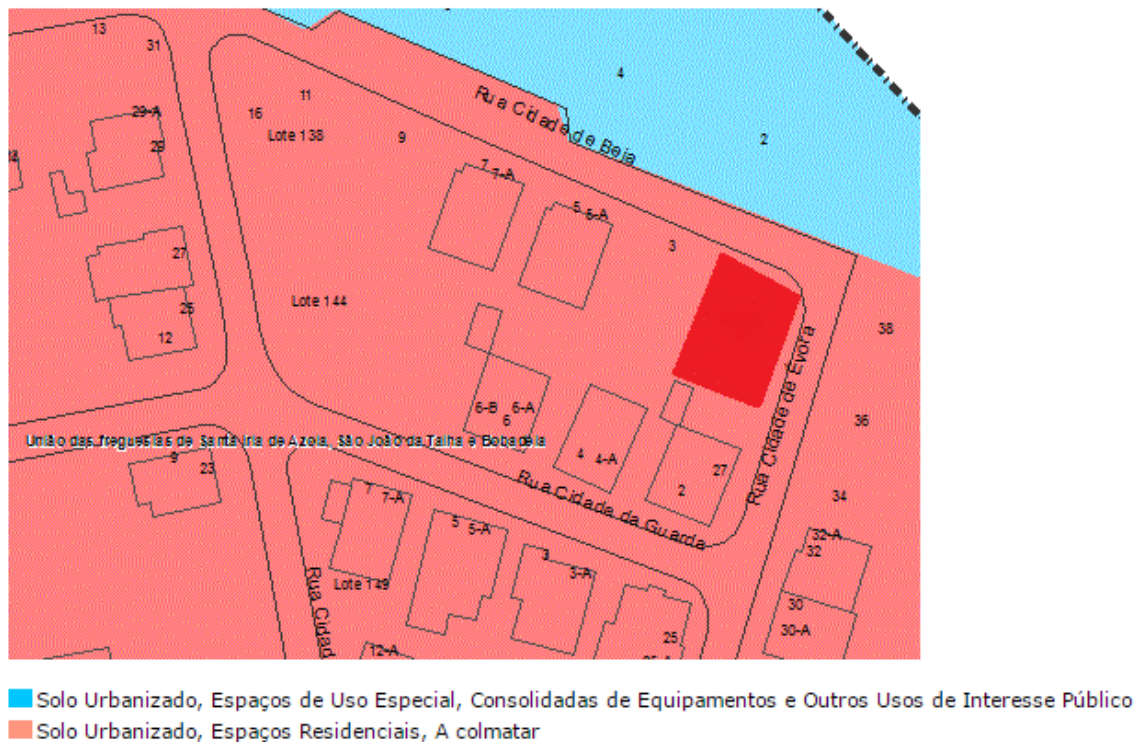 13
31
4
11
Rua Cidade de Beja
16
29-A
Lote 138
9
2
28
7
7-A
5
5-A
3
27
Lote 144
25
38
12
Rua Cidade de Évora
6-B 6-A
6
36
União das freguesias de Santa Iria de Azoia, São João da Talha e Bobadela
4 4-A
27
2
9
23
Rua Cidade da Guarda
34
7
7-A
5
5-A
32-A
32
3
3-A
Lote 149
Rua Cidad
30
30-A
25
12-A
Solo Urbanizado, Espaços de Uso Especial, Consolidadas de Equipamentos e Outros Usos de Interesse Público
Solo Urbanizado, Espaços Residenciais, A colmatar